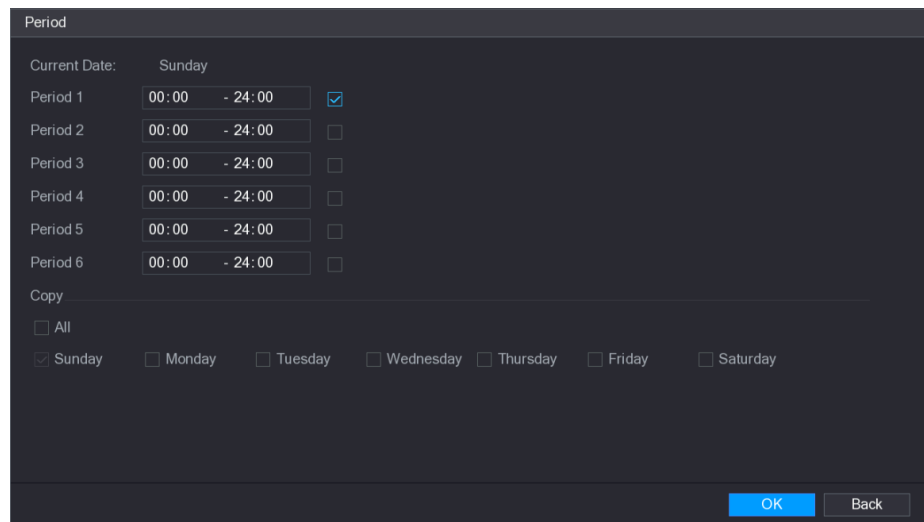 Period
Current Date: Sunday
Period 1 00:00 - 24:00
Period 2 00:00 - 24:00
Period 3 00:00 - 24:00
Period 4 00:00 - 24:00
Period 5 00:00 - 24:00
Period 6 00:00 - 24:00
Copy
All
Sunday Monday Tuesday Wednesday Thursday Friday Saturday
OK Back